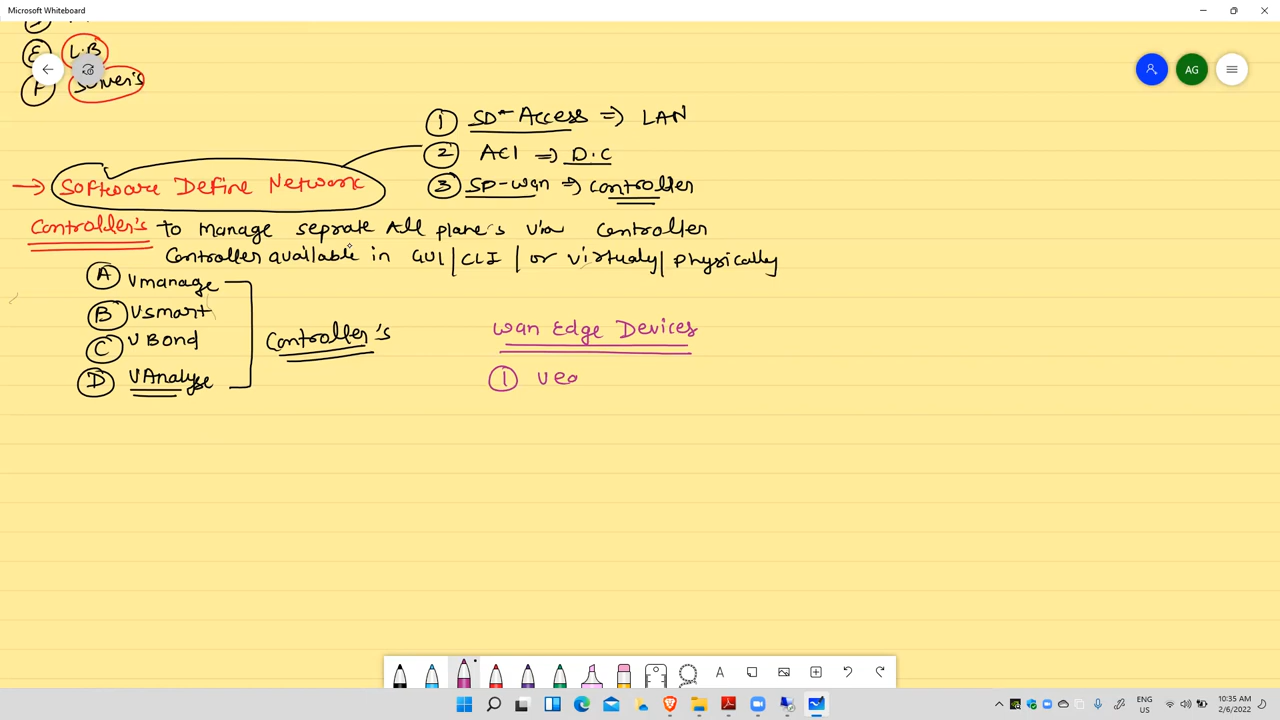 Microsoft Whiteboard
E L.B
F Server's
AG
1 SD-Access => LAN
2 ACI => D.C
3 SD-wan => controller
→ Software Define Network
Controller's to manage seprate All plane's via controller
Controller available in GUI/CLI | or virtualy/ physically
A Vmanage
B Vsmart
C VBond
D VAnalyse
Controller's
Wan Edge Devices
1 veo
A
ENG
US
10:35 AM
2/6/2022